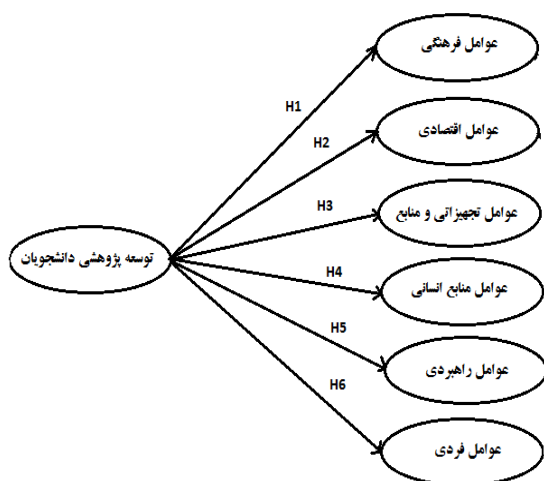 عوامل فرهنگی
H1
عوامل اقتصادی
H2
عوامل تجهیزاتی و منابع
H3
توسعه پژوهشی دانشجویان
H4
عوامل منابع انسانی
H5
عوامل راهبردی
H6
عوامل فردی